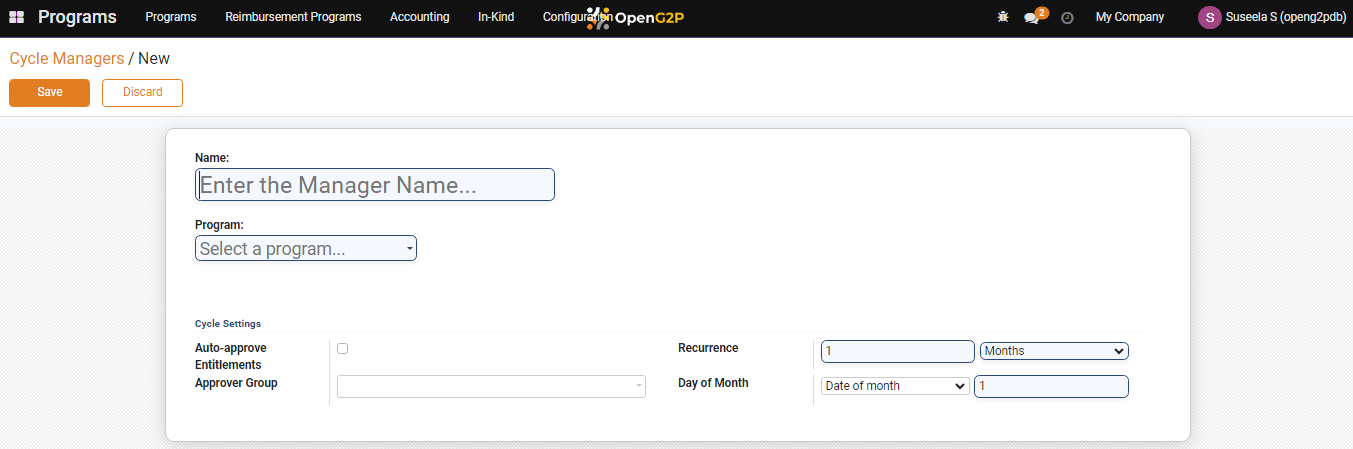 Programs Programs Reimbursement Programs Accounting In-Kind Configuration OpenG2P 2 My Company S Suseela S (openg2pdb)
Cycle Managers / New
Save Discard
Name:
Enter the Manager Name...
Program:
Select a program...
Cycle Settings
Auto-approve Entitlements
Recurrence 1 Months
Approver Group
Day of Month Date of month 1